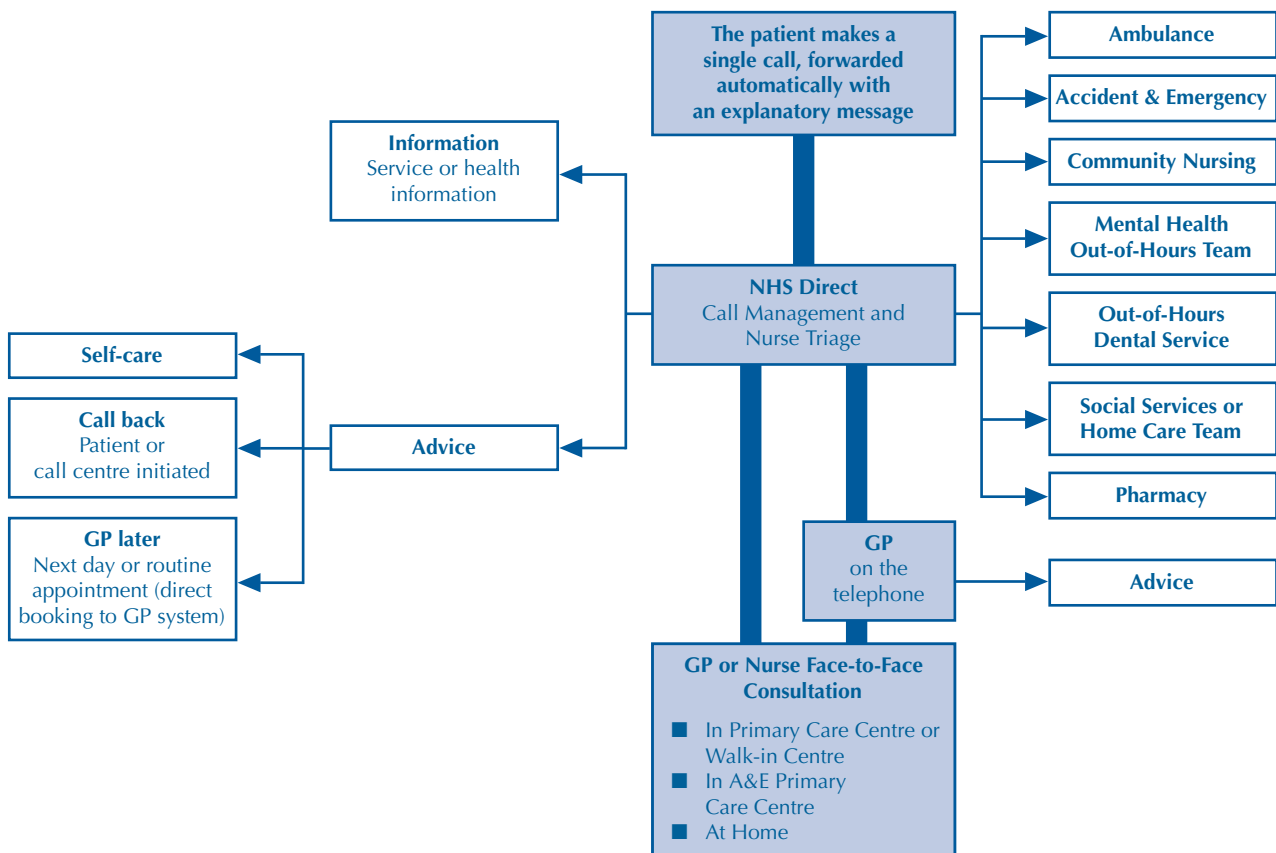 The patient makes a
single call, forwarded
automatically with
an explanatory message
Information
Service or health
information
NHS Direct
Call Management and
Nurse Triage
Self-care
Call back
Patient or
call centre initiated
GP later
Next day or routine
appointment (direct
booking to GP system)
Advice
Ambulance
Accident & Emergency
Community Nursing
Mental Health
Out-of-Hours Team
Out-of-Hours
Dental Service
Social Services or
Home Care Team
Pharmacy
GP
on the
telephone
Advice
GP or Nurse Face-to-Face
Consultation
■ In Primary Care Centre or
Walk-in Centre
■ In A&E Primary
Care Centre
■ At Home